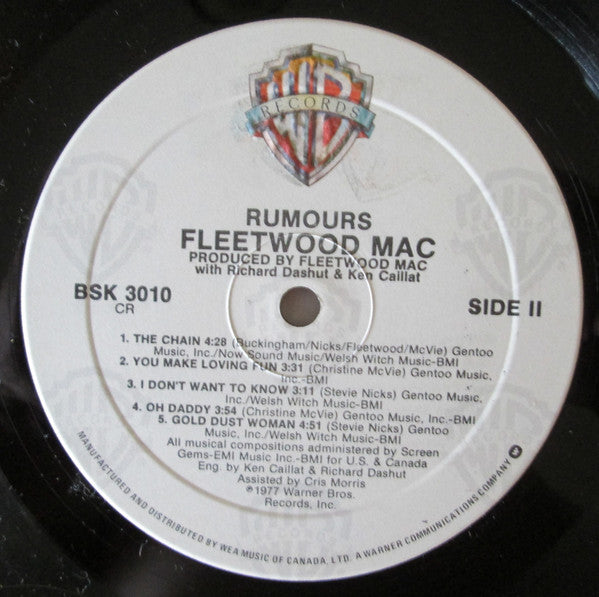 WB
RECORDS
RUMOURS
FLEETWOOD MAC
PRODUCED BY FLEETWOOD MAC
with Richard Dashut & Ken Caillat
BSK 3010
CR
SIDE II
1. THE CHAIN 4:28 (Buckingham/Nicks/Fleetwood/McVie) Gentoo
Music, Inc./Now Sound Music/Welsh Witch Music-BMI
2. YOU MAKE LOVING FUN 3:31 (Christine McVie) Gentoo Music,
Inc.-BMI
3. I DON'T WANT TO KNOW 3:11 (Stevie Nicks) Gentoo Music,
Inc./Welsh Witch Music-BMI
4. OH DADDY 3:54 (Christine McVie) Gentoo Music, Inc.-BMI
5. GOLD DUST WOMAN 4:51 (Stevie Nicks) Gentoo
Music, Inc./Welsh Witch Music-BMI
All musical compositions administered by Screen
Gems-EMI Music Inc.-BMI for U.S. & Canada
Eng. by Ken Caillat & Richard Dashut
Assisted by Cris Morris
℗1977 Warner Bros.
Records, Inc.
MANUFACTURED AND DISTRIBUTED BY WEA MUSIC OF CANADA, LTD. A WARNER COMMUNICATIONS COMPANY